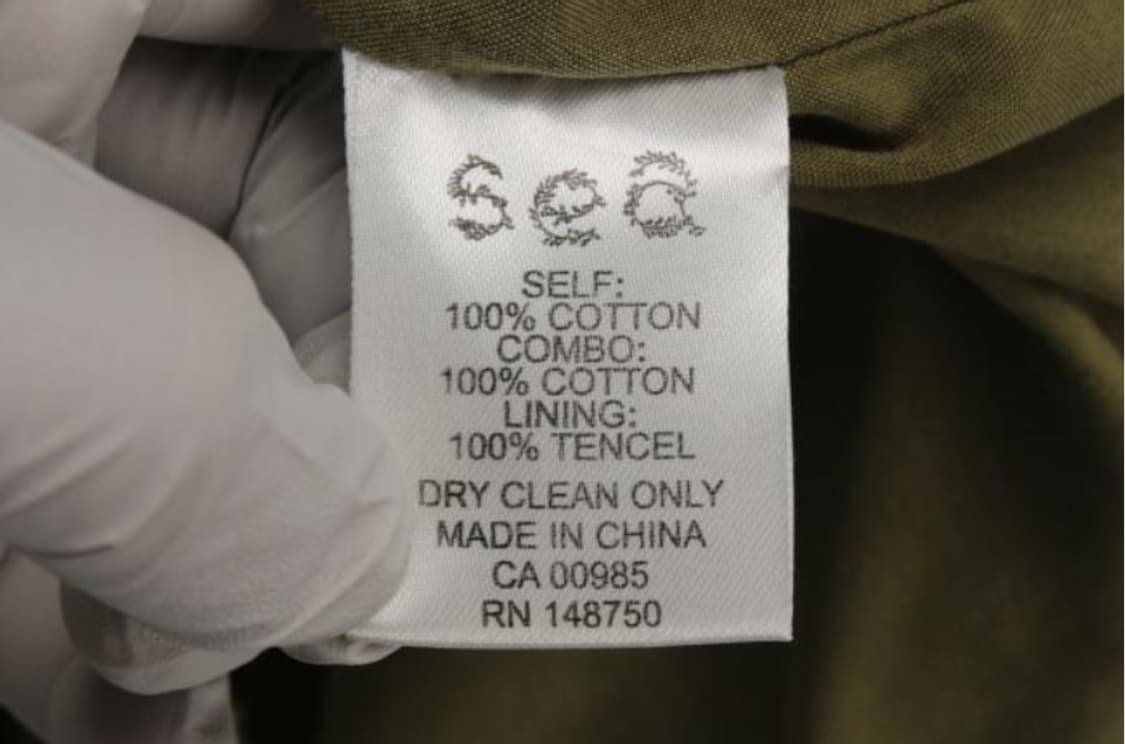 Sea
SELF:
100% COTTON
COMBO:
100% COTTON
LINING:
100% TENCEL
DRY CLEAN ONLY
MADE IN CHINA
CA 00985
RN 148750